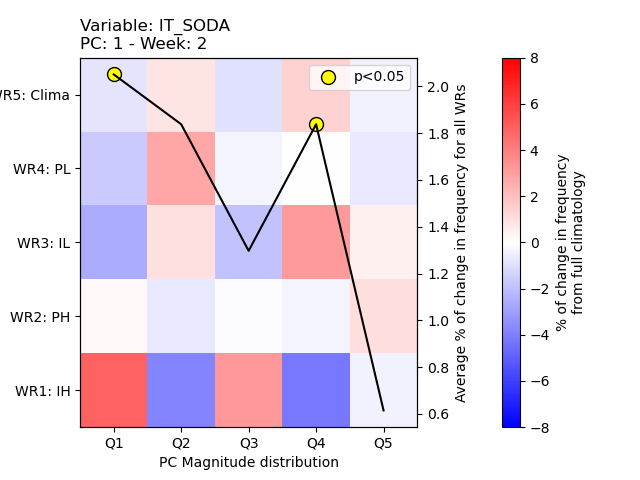 Variable: IT_SODA
PC: 1 - Week: 2
p<0.05
WR5: Clima
WR4: PL
WR3: IL
WR2: PH
WR1: IH
Q1 Q2 Q3 Q4 Q5
PC Magnitude distribution
2.0
1.8
1.6
1.4
1.2
1.0
0.8
0.6
Average % of change in frequency for all WRs
8
6
4
2
0
−2
−4
−6
−8
% of change in frequency
from full climatology